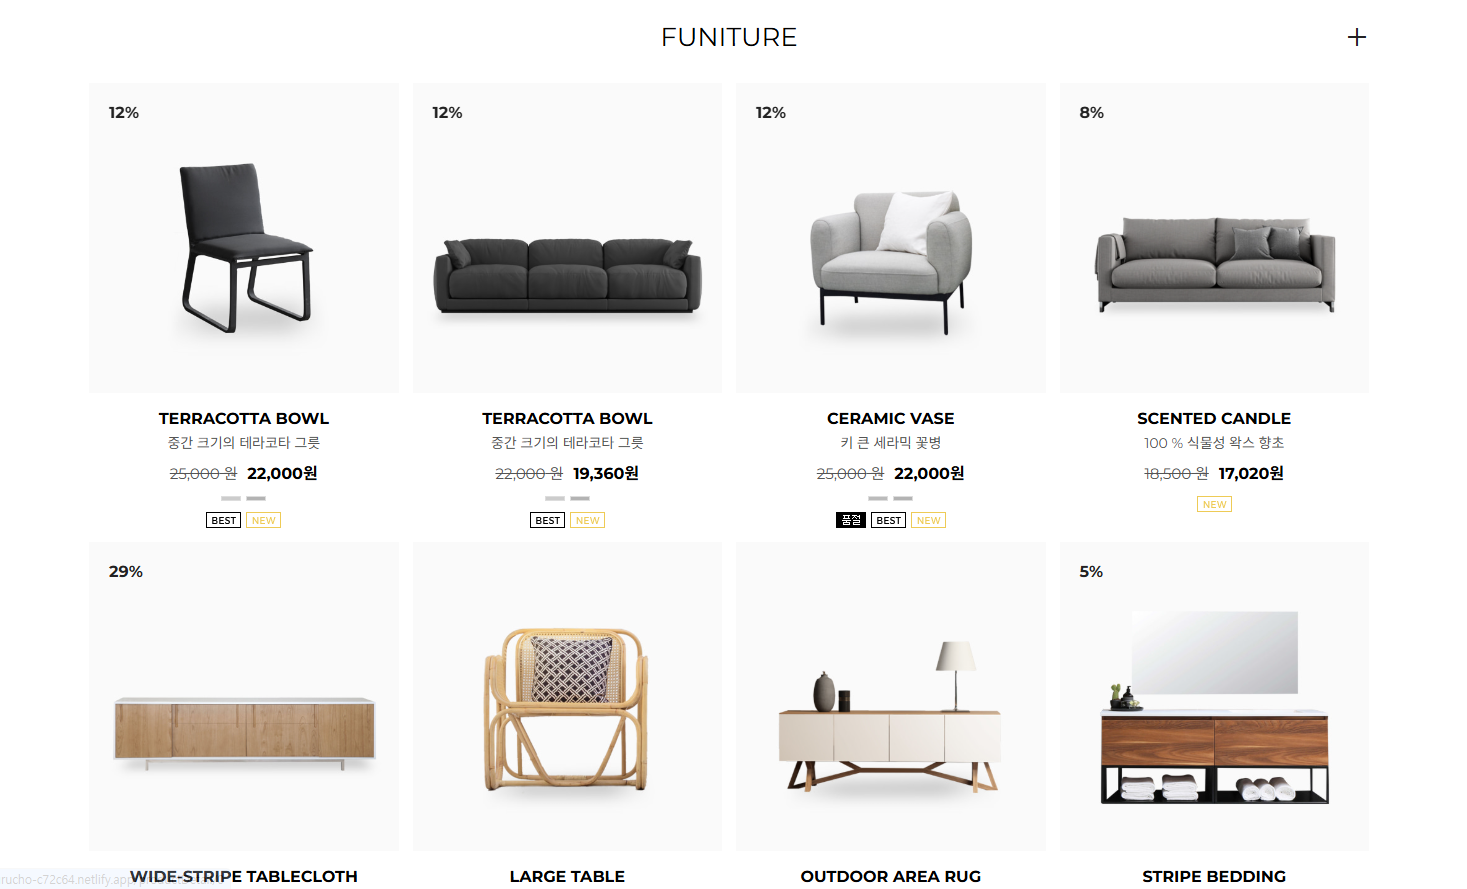 FUNITURE
12%
12%
12%
8%
TERRACOTTA BOWL
중간 크기의 테라코타 그릇
25,000 원 22,000원
BEST NEW
TERRACOTTA BOWL
중간 크기의 테라코타 그릇
22,000 원 19,360원
BEST NEW
CERAMIC VASE
키 큰 세라믹 꽃병
25,000 원 22,000원
품절 BEST NEW
SCENTED CANDLE
100 % 식물성 왁스 향초
18,500 원 17,020원
NEW
29%
5%
WIDE-STRIPE TABLECLOTH
LARGE TABLE
OUTDOOR AREA RUG
STRIPE BEDDING
rucho-c72c64.netlify.app